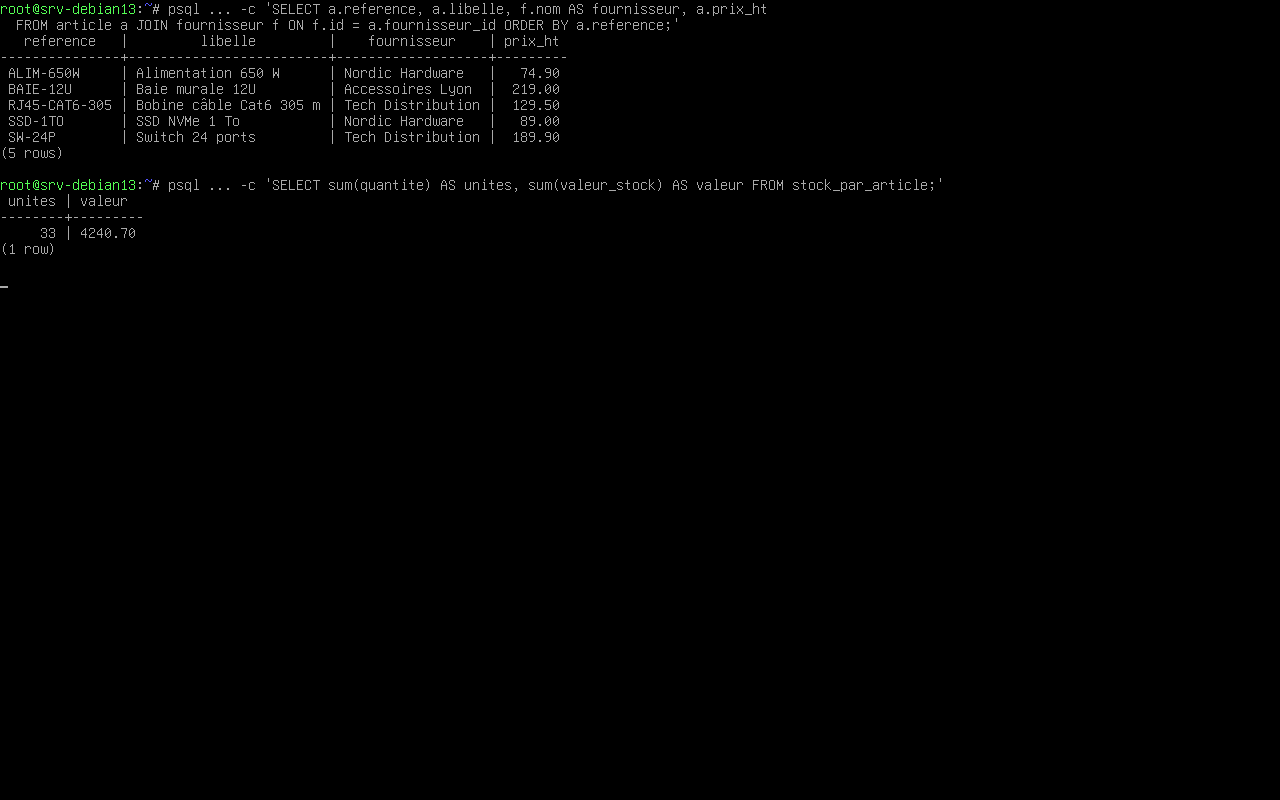 root@srv-debian13:~# psql ... -c 'SELECT a.reference, a.libelle, f.nom AS fournisseur, a.prix_ht
  FROM article a JOIN fournisseur f ON f.id = a.fournisseur_id ORDER BY a.reference;'
   reference   |         libelle         |    fournisseur    | prix_ht
---------------+-------------------------+-------------------+---------
 ALIM-650W     | Alimentation 650 W      | Nordic Hardware   |   74.90
 BAIE-12U      | Baie murale 12U         | Accessoires Lyon  |  219.00
 RJ45-CAT6-305 | Bobine câble Cat6 305 m | Tech Distribution |  129.50
 SSD-1TO       | SSD NVMe 1 To           | Nordic Hardware   |   89.00
 SW-24P        | Switch 24 ports         | Tech Distribution |  189.90
(5 rows)
root@srv-debian13:~# psql ... -c 'SELECT sum(quantite) AS unites, sum(valeur_stock) AS valeur FROM stock_par_article;'
 unites | valeur
--------+---------
     33 | 4240.70
(1 row)